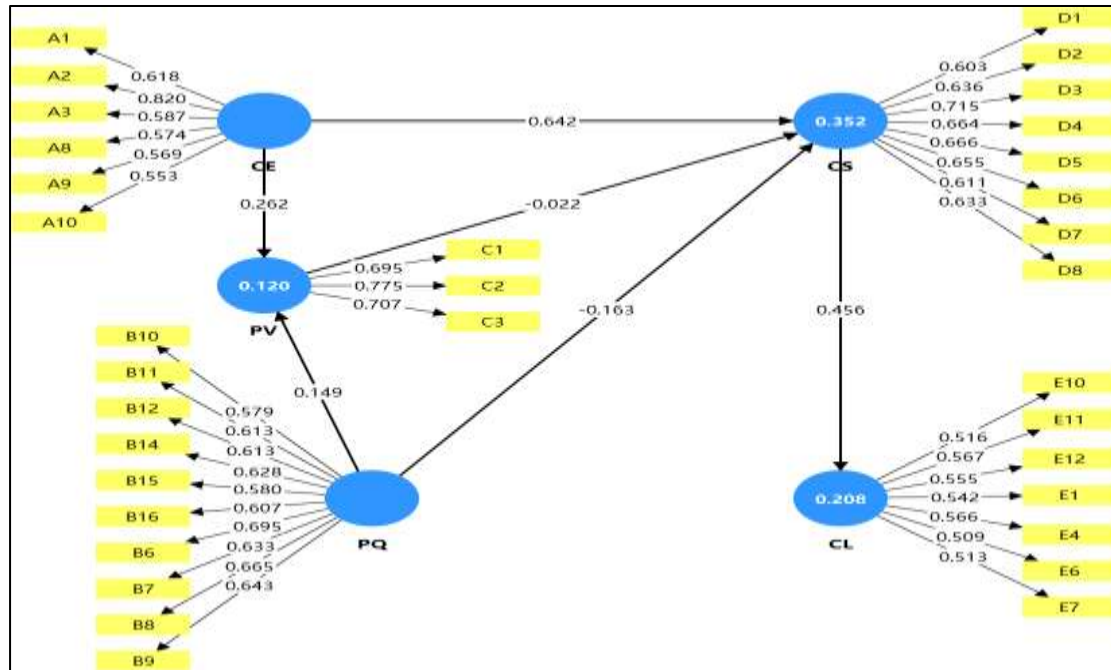 A1
A2
A3
A8
A9
A10
0.618
0.820
0.587
0.574
0.569
0.553
CE
0.642
0.262
0.120
PV
-0.022
0.695
0.775
0.707
C1
C2
C3
0.352
CS
0.603
0.636
0.715
0.664
0.666
0.655
0.611
0.633
D1
D2
D3
D4
D5
D6
D7
D8
-0.163
0.149
0.456
B10
B11
B12
B14
B15
B16
B6
B7
B8
B9
0.579
0.613
0.613
0.628
0.580
0.607
0.695
0.633
0.665
0.643
PQ
0.208
CL
0.516
0.567
0.555
0.542
0.566
0.509
0.513
E10
E11
E12
E1
E4
E6
E7